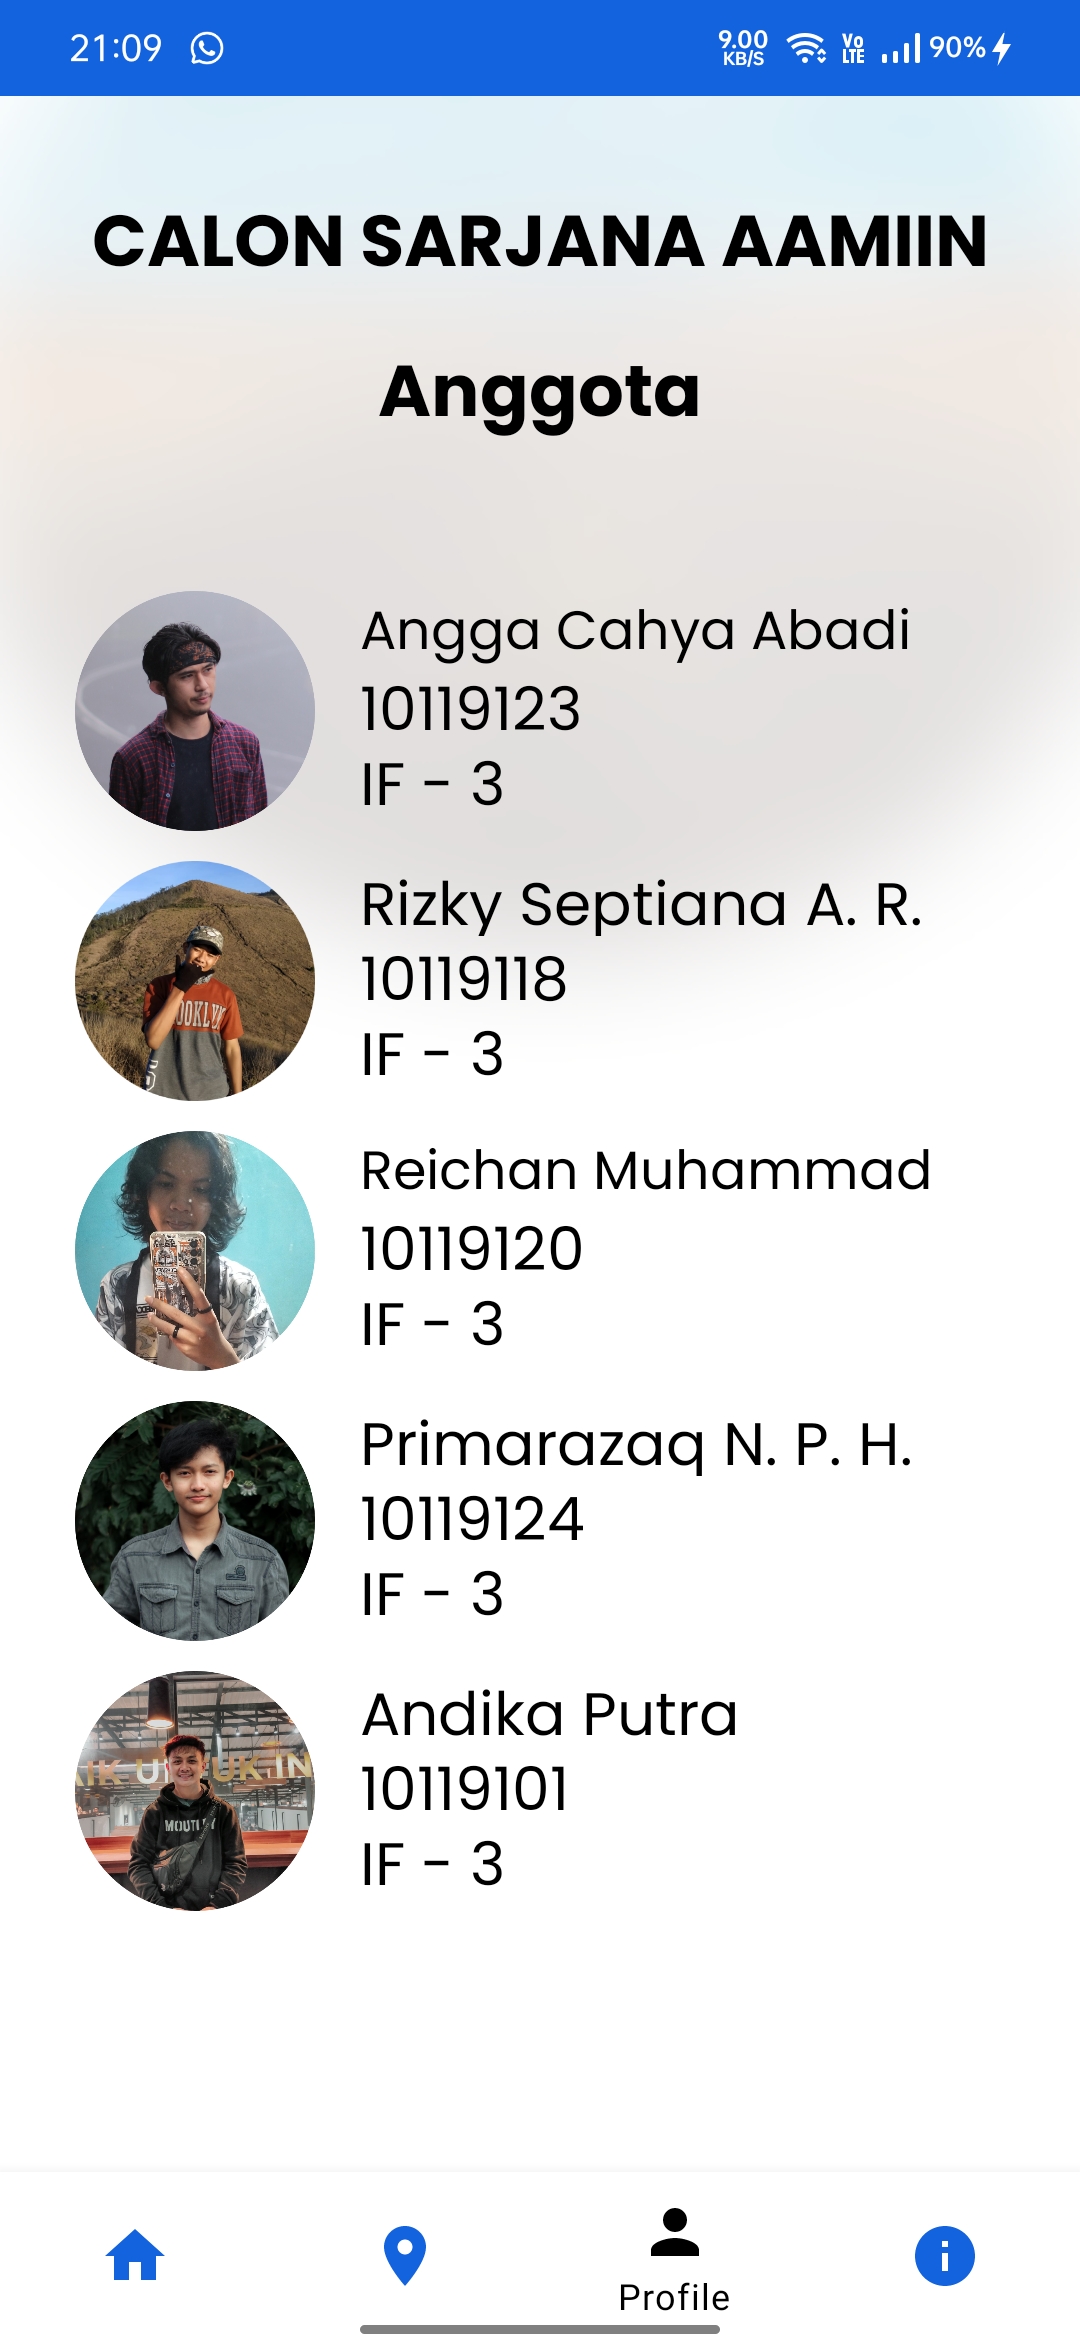 21:09
9.00
KB/S
Vo
LTE
90%
CALON SARJANA AAMIIN
Anggota
Angga Cahya Abadi
10119123
IF - 3
Rizky Septiana A. R.
10119118
IF - 3
Reichan Muhammad
10119120
IF - 3
Primarazaq N. P. H.
10119124
IF - 3
Andika Putra
10119101
IF - 3
Profile